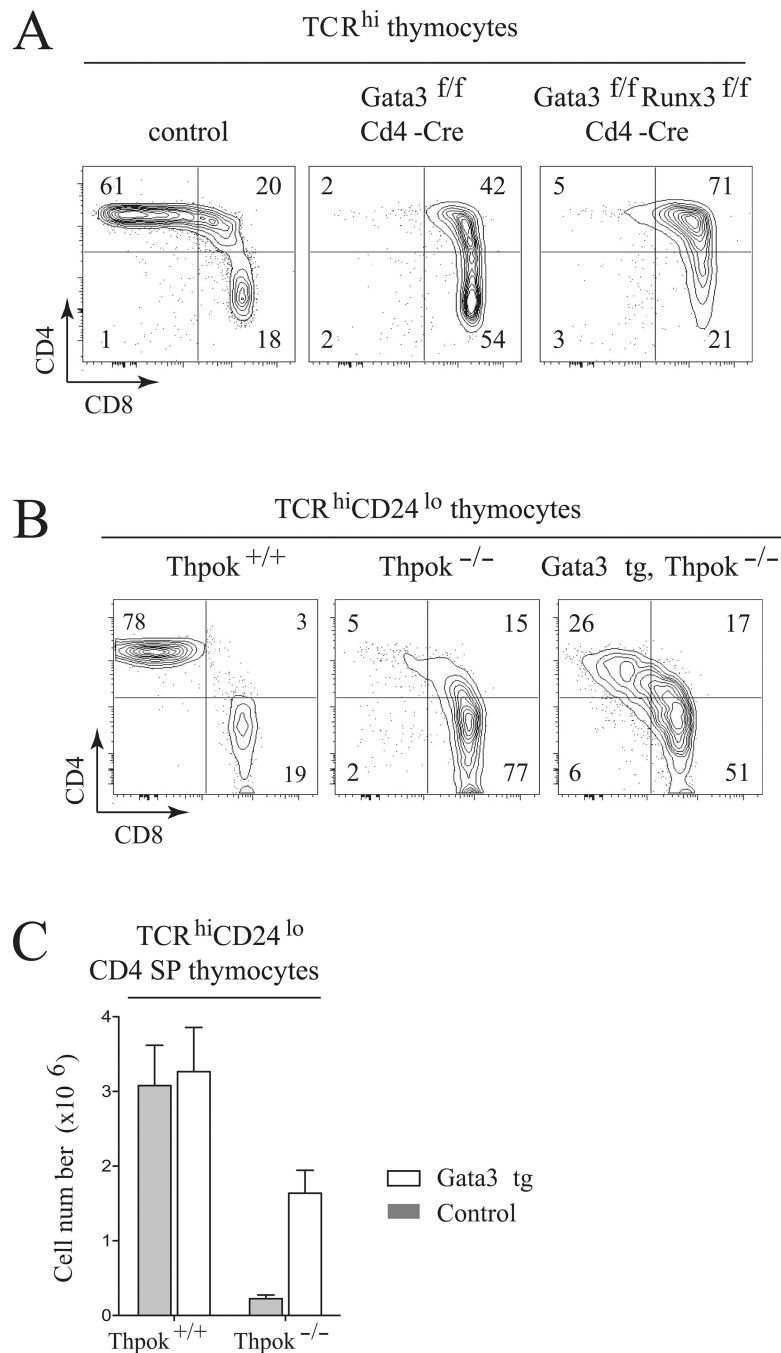 A
TCR hi thymocytes
control
Gata3 f/f
Cd4 -Cre
Gata3 f/f Runx3 f/f
Cd4 -Cre
61 20
1 18
2 42
2 54
5 71
3 21
CD4
CD8
B
TCR hi CD24 lo thymocytes
Thpok +/+
Thpok −/−
Gata3 tg, Thpok −/−
78 3
19
5 15
2 77
26 17
6 51
CD4
CD8
C
TCR hi CD24 lo
CD4 SP thymocytes
4
3
2
1
0
Cell num ber (x10 6)
Thpok +/+
Thpok −/−
Gata3 tg
Control